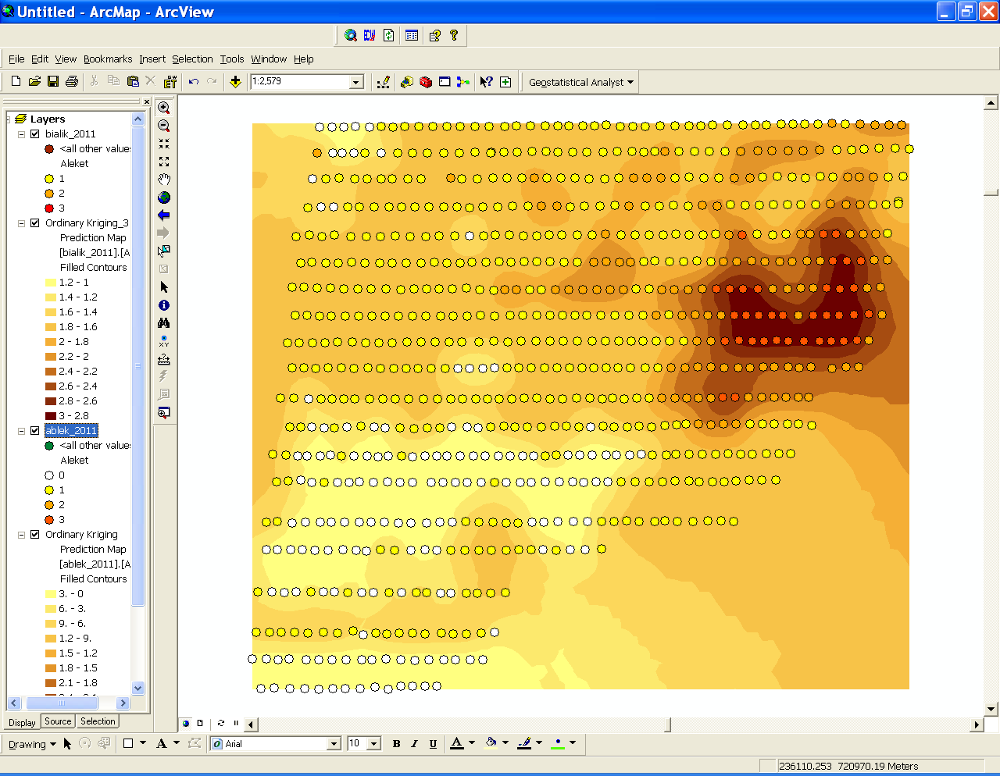 Untitled - ArcMap - ArcView
File Edit View Bookmarks Insert Selection Tools Window Help
1:2,579
Geostatistical Analyst
Layers
bialik_2011
<all other value
Aleket
1
2
3
Ordinary Kriging_3
Prediction Map
[bialik_2011].[A
Filled Contours
1.2 - 1
1.4 - 1.2
1.6 - 1.4
1.8 - 1.6
2 - 1.8
2.2 - 2
2.4 - 2.2
2.6 - 2.4
2.8 - 2.6
3 - 2.8
ablek_2011
<all other value
Aleket
0
1
2
3
Ordinary Kriging
Prediction Map
[ablek_2011].[A
Filled Contours
3. - 0
6. - 3.
9. - 6.
1.2 - 9.
1.5 - 1.2
1.8 - 1.5
2.1 - 1.8
Display Source Selection
Drawing A Arial 10 B I U A
236110.253 720970.19 Meters